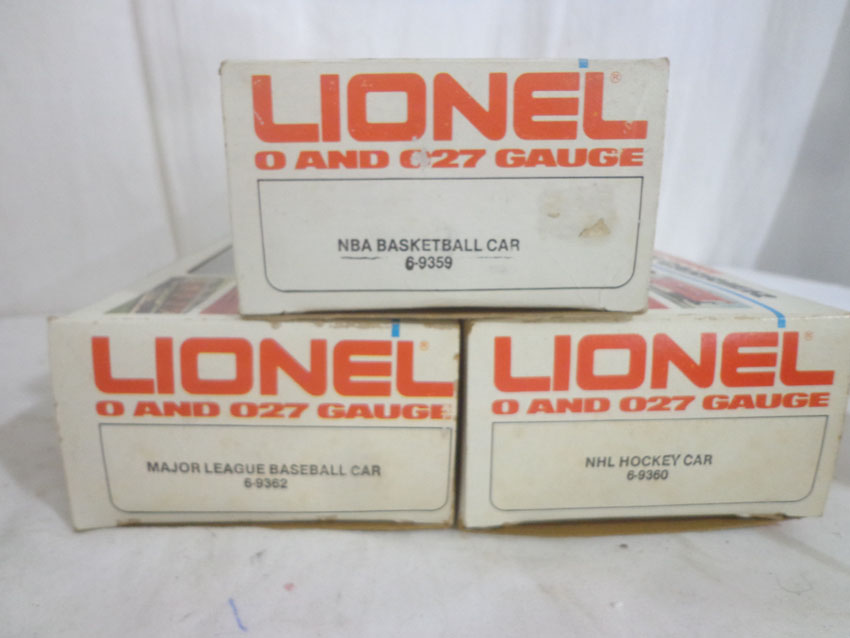 LIONEL®
O AND O27 GAUGE
NBA BASKETBALL CAR
6-9359
LIONEL®
O AND O27 GAUGE
MAJOR LEAGUE BASEBALL CAR
6-9362
LIONEL®
O AND O27 GAUGE
NHL HOCKEY CAR
6-9360